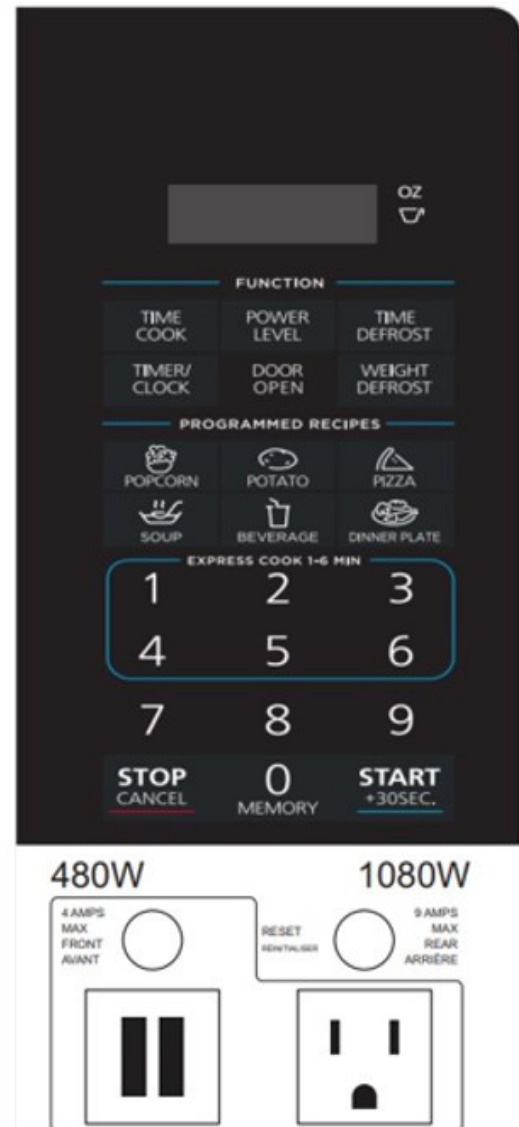 OZ
FUNCTION
TIME COOK
POWER LEVEL
TIME DEFROST
TIMER/ CLOCK
DOOR OPEN
WEIGHT DEFROST
PROGRAMMED RECIPES
POPCORN
POTATO
PIZZA
SOUP
BEVERAGE
DINNER PLATE
EXPRESS COOK 1-6 MIN
1 2 3
4 5 6
7 8 9
STOP CANCEL
0 MEMORY
START +30SEC.
480W
1080W
4 AMPS
MAX
FRONT
AVANT
RESET
RÉINITIALISER
9 AMPS
MAX
REAR
ARRIÈRE